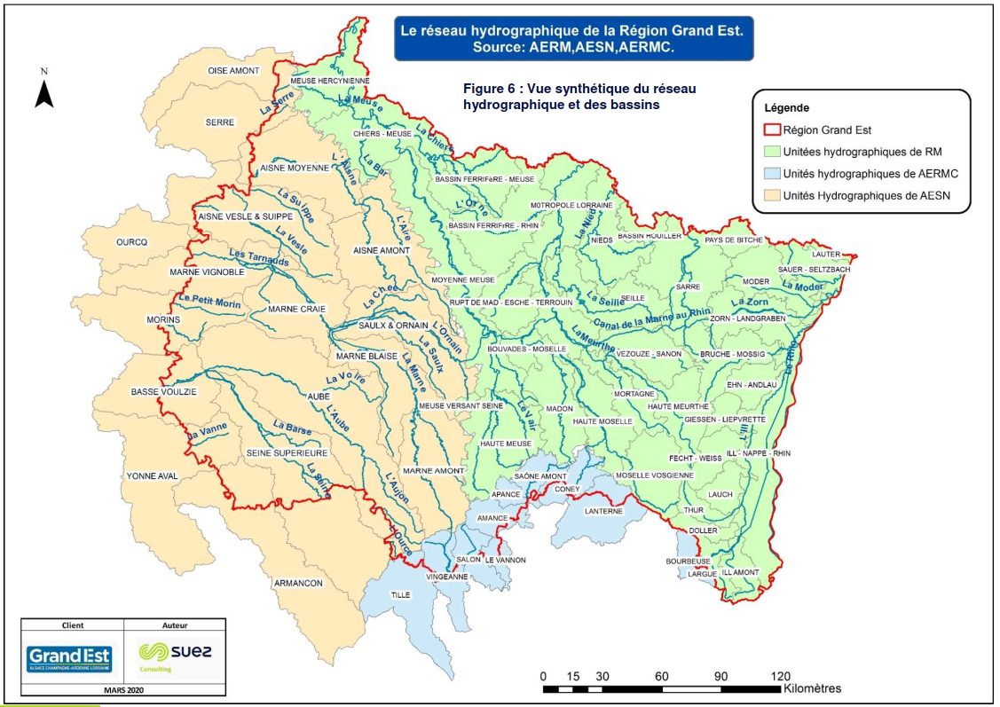 Le réseau hydrographique de la Région Grand Est.
Source: AERM,AESN,AERMC.
Figure 6 : Vue synthétique du réseau
hydrographique et des bassins
N
Légende
Région Grand Est
Unitées hydrographiques de RM
Unités hydrographiques de AERMC
Unités Hydrographiques de AESN
OISE AMONT
MEUSE HERCYNIENNE
La Serre
La Meuse
SERRE
CHIERS - MEUSE
La Chiers
AISNE MOYENNE
L'Aisne
La Bar
BASSIN FERRIFèRE - MEUSE
La Suippe
L'Orne
M0TROPOLE LORRAINE
AISNE VESLE & SUIPPE
L'Aire
BASSIN FERRIFèRE - RHIN
La Nied
OURCQ
La Vesle
AISNE AMONT
NIEDS
BASSIN HOUILLER
PAYS DE BITCHE
LAUTER
Les Tarnauds
MARNE VIGNOBLE
SAUER - SELTZBACH
MOYENNE MEUSE
MODER
La Moder
Le Petit Morin
La Chée
RUPT DE MAD - ESCHE - TERROUIN
La Seille
SEILLE
SARRE
La Zorn
MORINS
MARNE CRAIE
SAULX & ORNAIN
L'Ornain
Canal de la Marne au Rhin
ZORN - LANDGRABEN
MARNE BLAISE
La Saulx
BOUVADES - MOSELLE
La Meurthe
VEZOUZE - SANON
BRUCHE - MOSSIG
Le Rhin
BASSE VOULZIE
La Voire
La Marne
AUBE
EHN - ANDLAU
MEUSE VERSANT SEINE
Le Vair
MADON
MORTAGNE
HAUTE MEURTHE
L'Aube
HAUTE MOSELLE
GIESSEN - LIEPVRETTE
La Vanne
La Barse
L'Ill
HAUTE MEUSE
SEINE SUPERIEURE
FECHT - WEISS
ILL - NAPPE - RHIN
YONNE AVAL
La Seine
MARNE AMONT
SAÔNE AMONT
MOSELLE VOSGIENNE
L'Aujon
APANCE
CONEY
LAUCH
AMANCE
LANTERNE
THUR
L'Ource
DOLLER
SALON
LE VANNON
BOURBEUSE
VINGEANNE
LARGUE
ILL AMONT
ARMANCON
TILLE
Client
Auteur
GrandEst
ALSACE CHAMPAGNE-ARDENNE LORRAINE
suez
Consulting
MARS 2020
0 15 30 60 90 120
Kilomètres